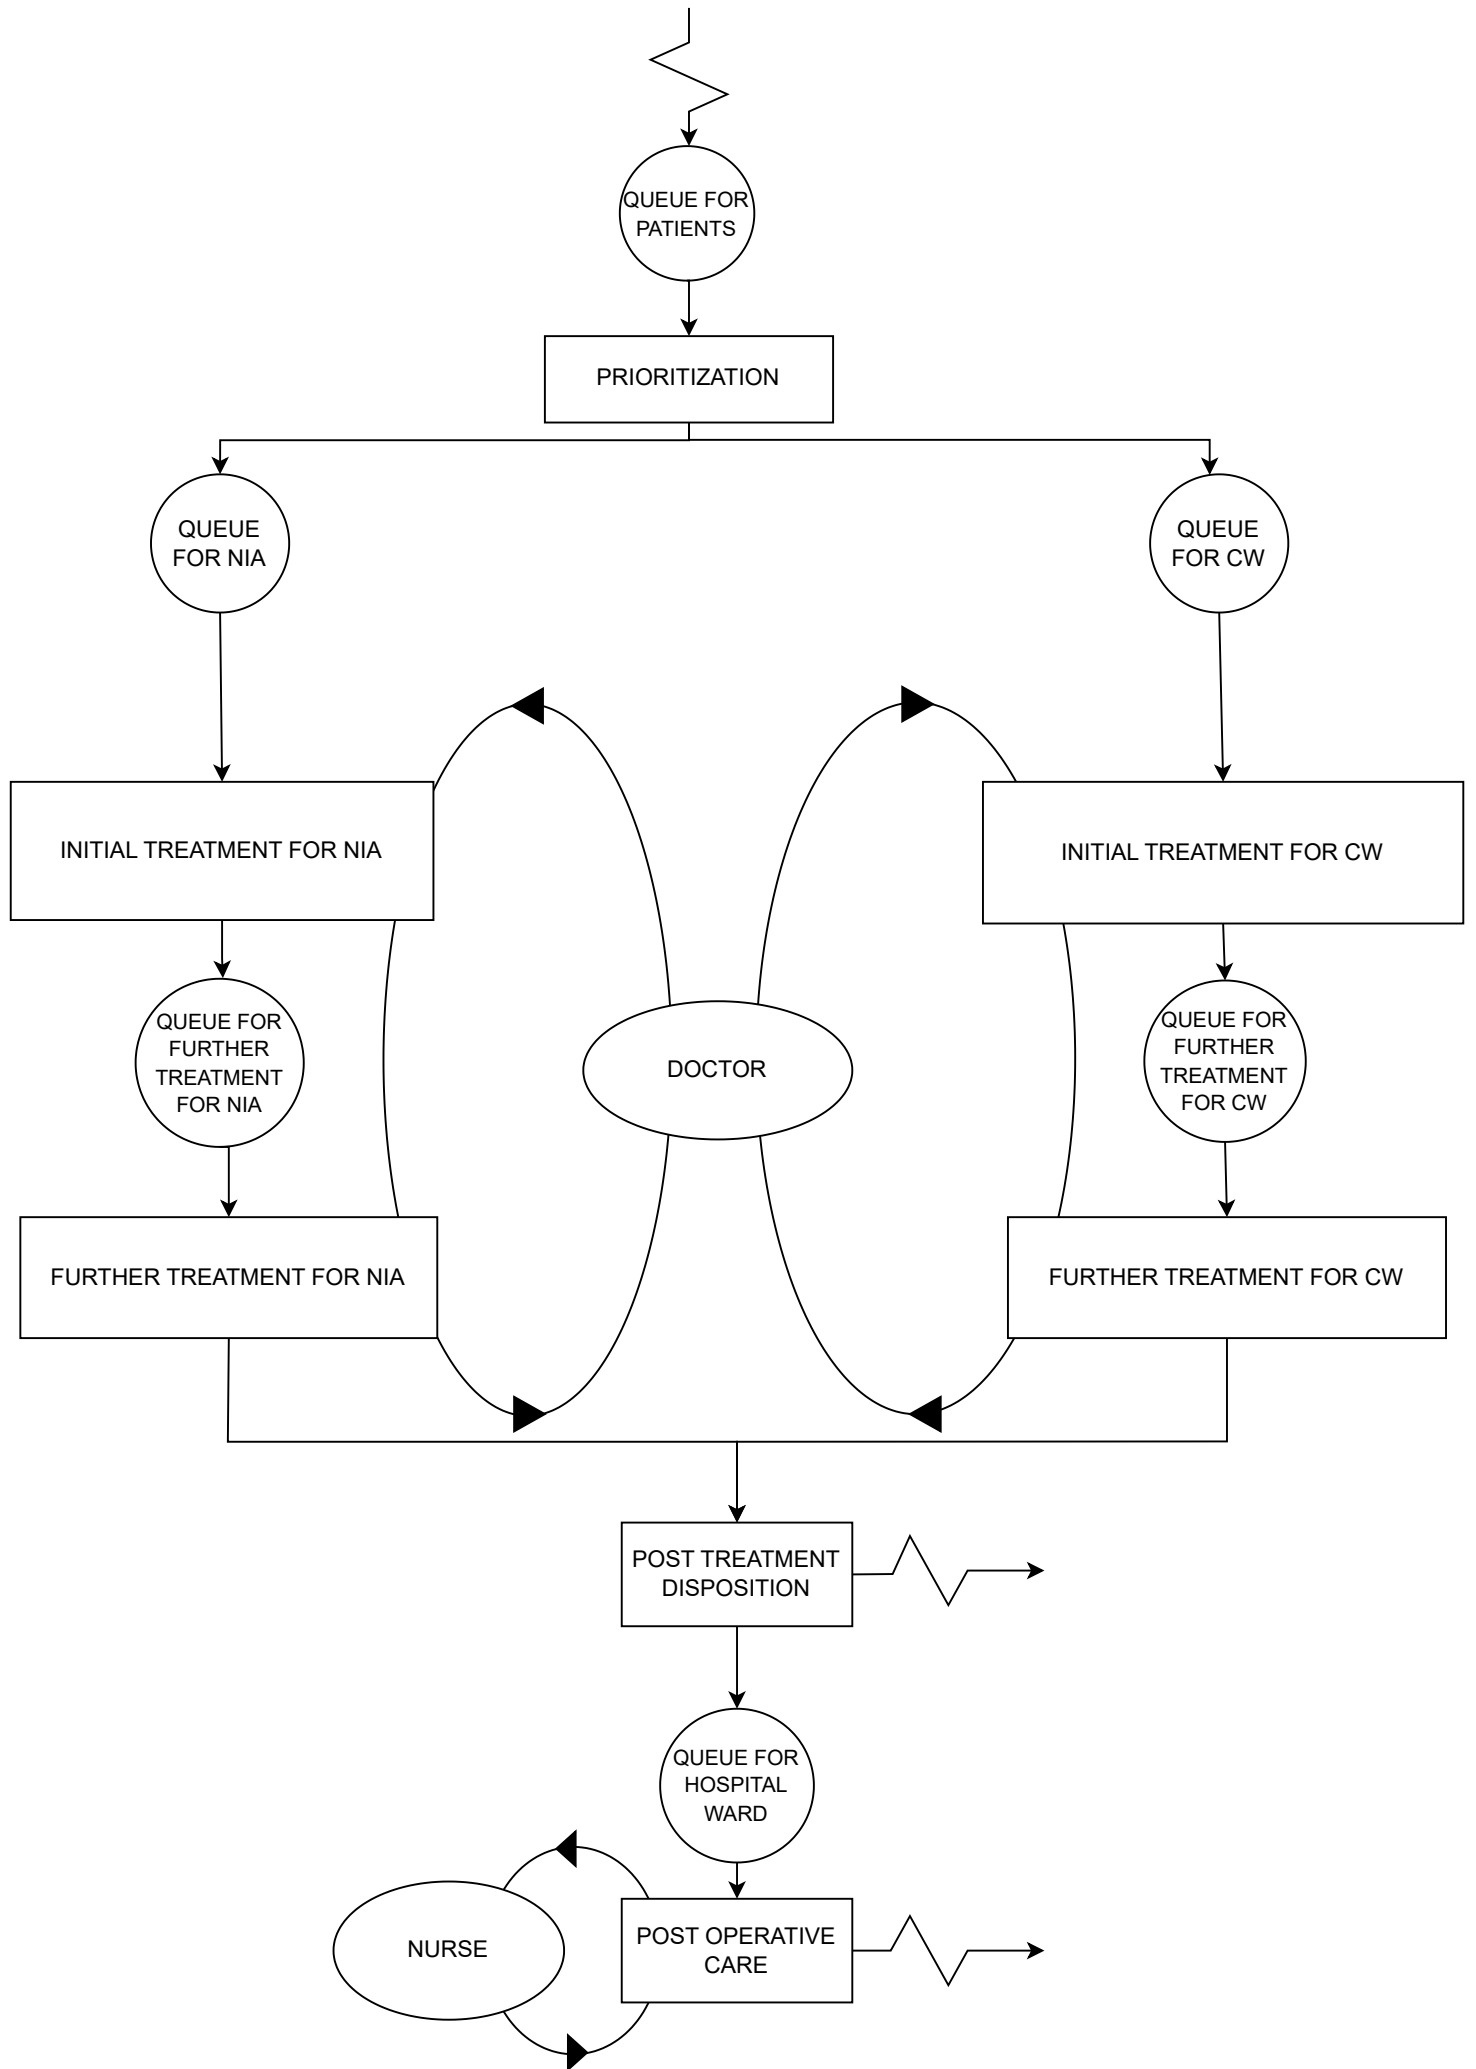 QUEUE FOR
PATIENTS
PRIORITIZATION
QUEUE
FOR NIA
QUEUE
FOR CW
INITIAL TREATMENT FOR NIA
INITIAL TREATMENT FOR CW
QUEUE FOR
FURTHER
TREATMENT
FOR NIA
DOCTOR
QUEUE FOR
FURTHER
TREATMENT
FOR CW
FURTHER TREATMENT FOR NIA
FURTHER TREATMENT FOR CW
POST TREATMENT
DISPOSITION
QUEUE FOR
HOSPITAL
WARD
NURSE
POST OPERATIVE
CARE